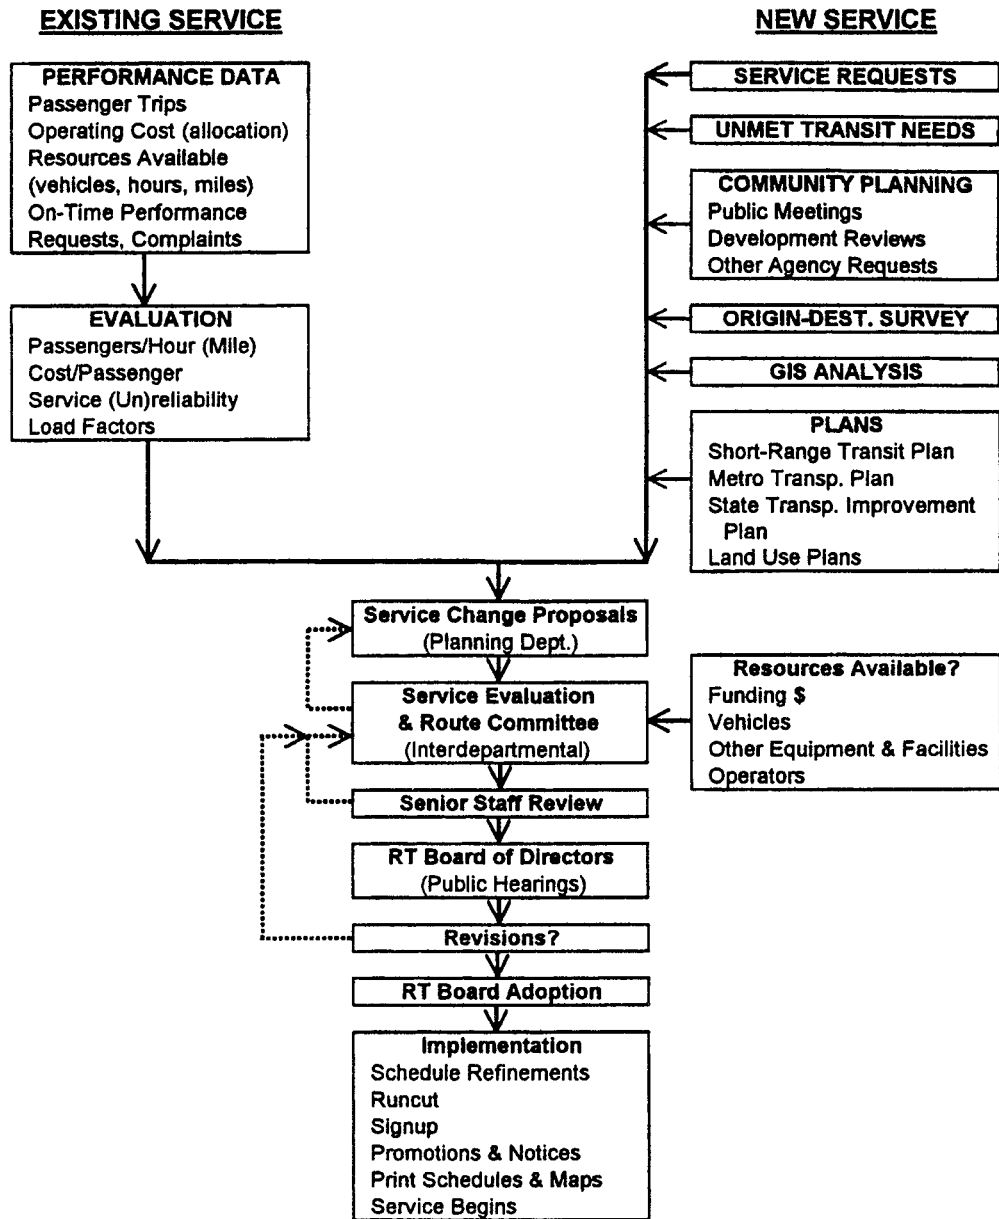 EXISTING SERVICE
PERFORMANCE DATA
Passenger Trips
Operating Cost (allocation)
Resources Available
(vehicles, hours, miles)
On-Time Performance
Requests, Complaints
EVALUATION
Passengers/Hour (Mile)
Cost/Passenger
Service (Un)reliability
Load Factors
NEW SERVICE
SERVICE REQUESTS
UNMET TRANSIT NEEDS
COMMUNITY PLANNING
Public Meetings
Development Reviews
Other Agency Requests
ORIGIN-DEST. SURVEY
GIS ANALYSIS
PLANS
Short-Range Transit Plan
Metro Transp. Plan
State Transp. Improvement
Plan
Land Use Plans
Service Change Proposals
(Planning Dept.)
Service Evaluation
& Route Committee
(Interdepartmental)
Resources Available?
Funding $
Vehicles
Other Equipment & Facilities
Operators
Senior Staff Review
RT Board of Directors
(Public Hearings)
Revisions?
RT Board Adoption
Implementation
Schedule Refinements
Runcut
Signup
Promotions & Notices
Print Schedules & Maps
Service Begins